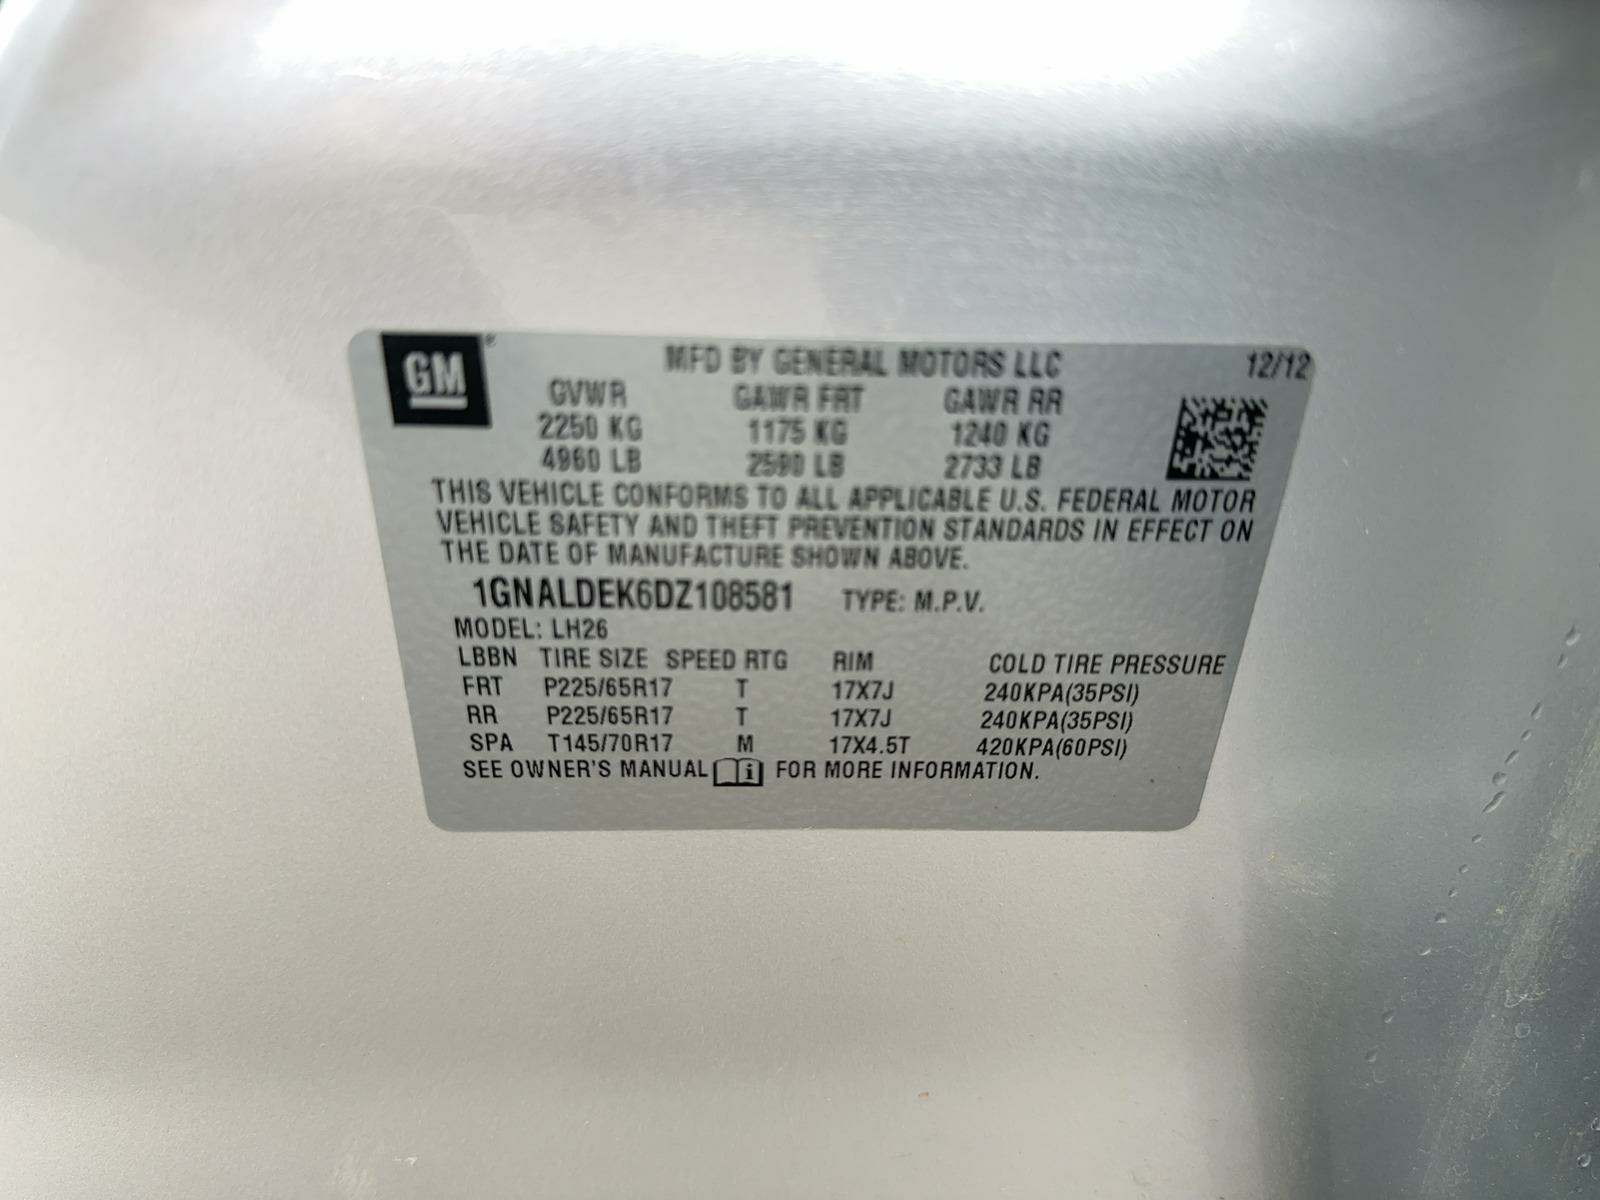 GM® MFD BY GENERAL MOTORS LLC 12/12
GVWR GAWR FRT GAWR RR
2250 KG 1175 KG 1240 KG
4960 LB 2590 LB 2733 LB
THIS VEHICLE CONFORMS TO ALL APPLICABLE U.S. FEDERAL MOTOR
VEHICLE SAFETY AND THEFT PREVENTION STANDARDS IN EFFECT ON
THE DATE OF MANUFACTURE SHOWN ABOVE.
1GNALDEK6DZ108581 TYPE: M.P.V.
MODEL: LH26
LBBN TIRE SIZE SPEED RTG RIM COLD TIRE PRESSURE
FRT P225/65R17 T 17X7J 240KPA(35PSI)
RR P225/65R17 T 17X7J 240KPA(35PSI)
SPA T145/70R17 M 17X4.5T 420KPA(60PSI)
SEE OWNER'S MANUAL i FOR MORE INFORMATION.